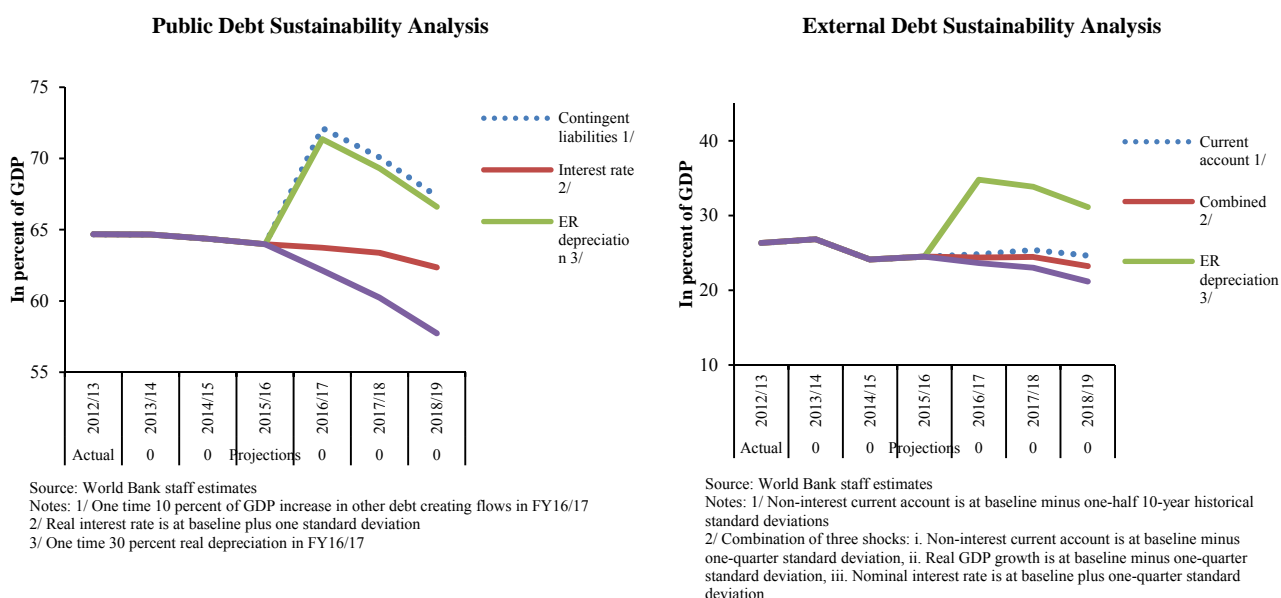 Public Debt Sustainability Analysis
In percent of GDP
75
70
65
60
55
2012/13
2013/14
2014/15
2015/16
2016/17
2017/18
2018/19
Actual 0 0 Projections 0 0 0
Contingent
liabilities 1/
Interest rate
2/
ER
depreciatio
n 3/
Source: World Bank staff estimates
Notes: 1/ One time 10 percent of GDP increase in other debt creating flows in FY16/17
2/ Real interest rate is at baseline plus one standard deviation
3/ One time 30 percent real depreciation in FY16/17
External Debt Sustainability Analysis
In percent of GDP
40
30
20
10
2012/13
2013/14
2014/15
2015/16
2016/17
2017/18
2018/19
Actual 0 0 Projections 0 0 0
Current
account 1/
Combined
2/
ER
depreciation
3/
Source: World Bank staff estimates
Notes: 1/ Non-interest current account is at baseline minus one-half 10-year historical
standard deviations
2/ Combination of three shocks: i. Non-interest current account is at baseline minus
one-quarter standard deviation, ii. Real GDP growth is at baseline minus one-quarter
standard deviation, iii. Nominal interest rate is at baseline plus one-quarter standard
deviation